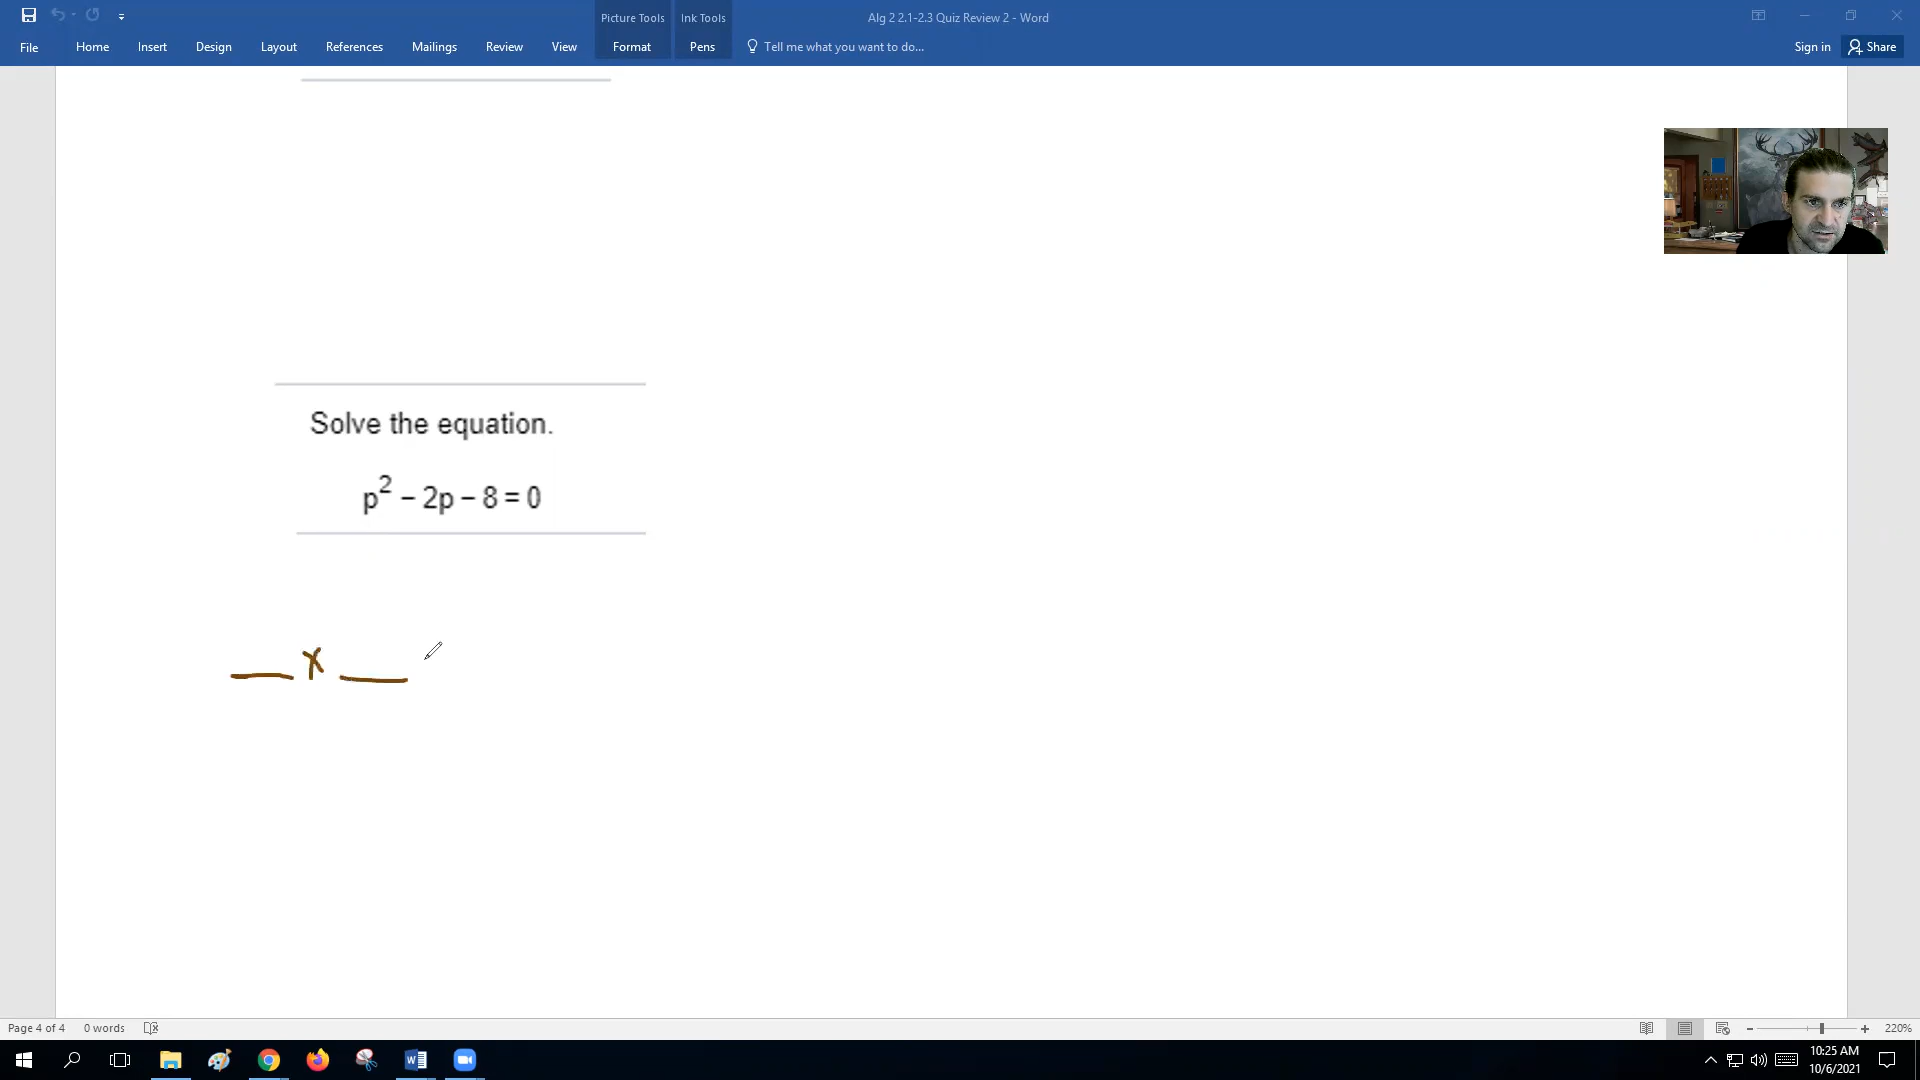 Alg 2 2.1-2.3 Quiz Review 2 - Word
Picture Tools
Ink Tools
File
Home
Insert
Design
Layout
References
Mailings
Review
View
Format
Pens
Tell me what you want to do...
Sign in
Share
Solve the equation.
p² − 2p − 8 = 0
___ x ___
Page 4 of 4
0 words
220%
10:25 AM
10/6/2021